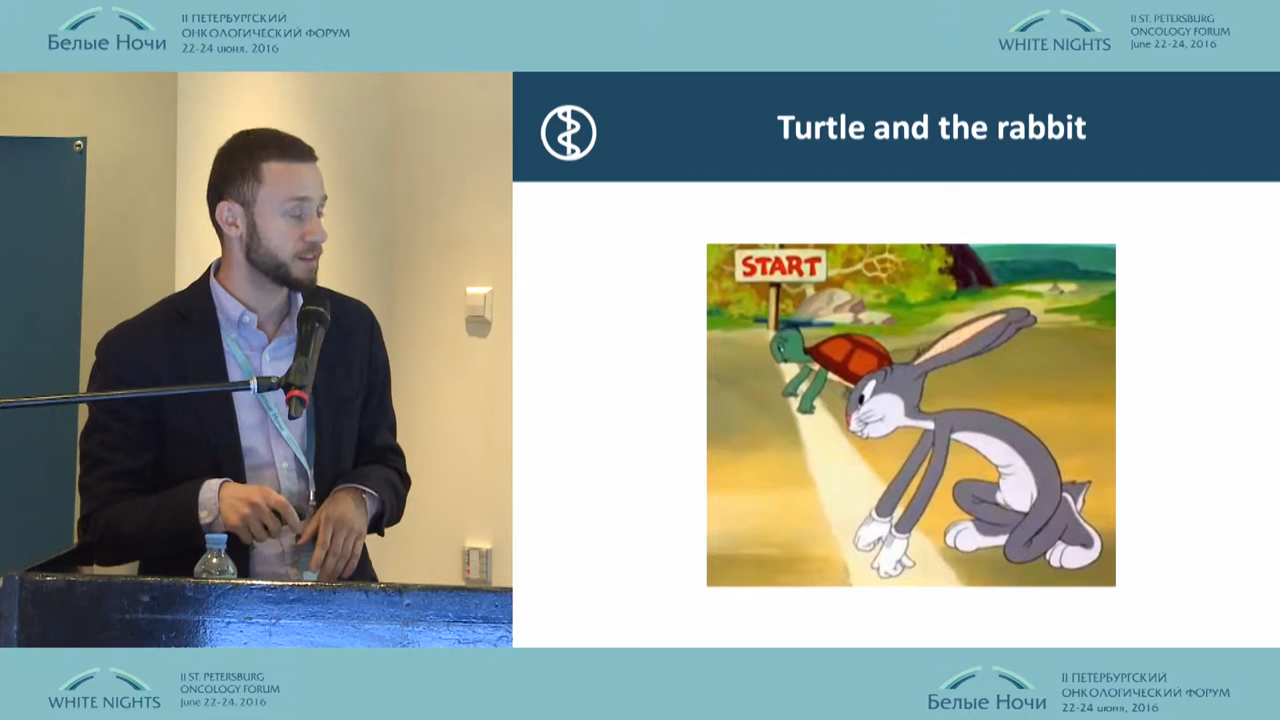 Белые Ночи
II ПЕТЕРБУРГСКИЙ
ОНКОЛОГИЧЕСКИЙ ФОРУМ
22-24 июня, 2016
WHITE NIGHTS
II ST. PETERSBURG
ONCOLOGY FORUM
June 22-24, 2016
Turtle and the rabbit
START
WHITE NIGHTS
II ST. PETERSBURG
ONCOLOGY FORUM
June 22-24, 2016
Белые Ночи
II ПЕТЕРБУРГСКИЙ
ОНКОЛОГИЧЕСКИЙ ФОРУМ
22-24 июня, 2016